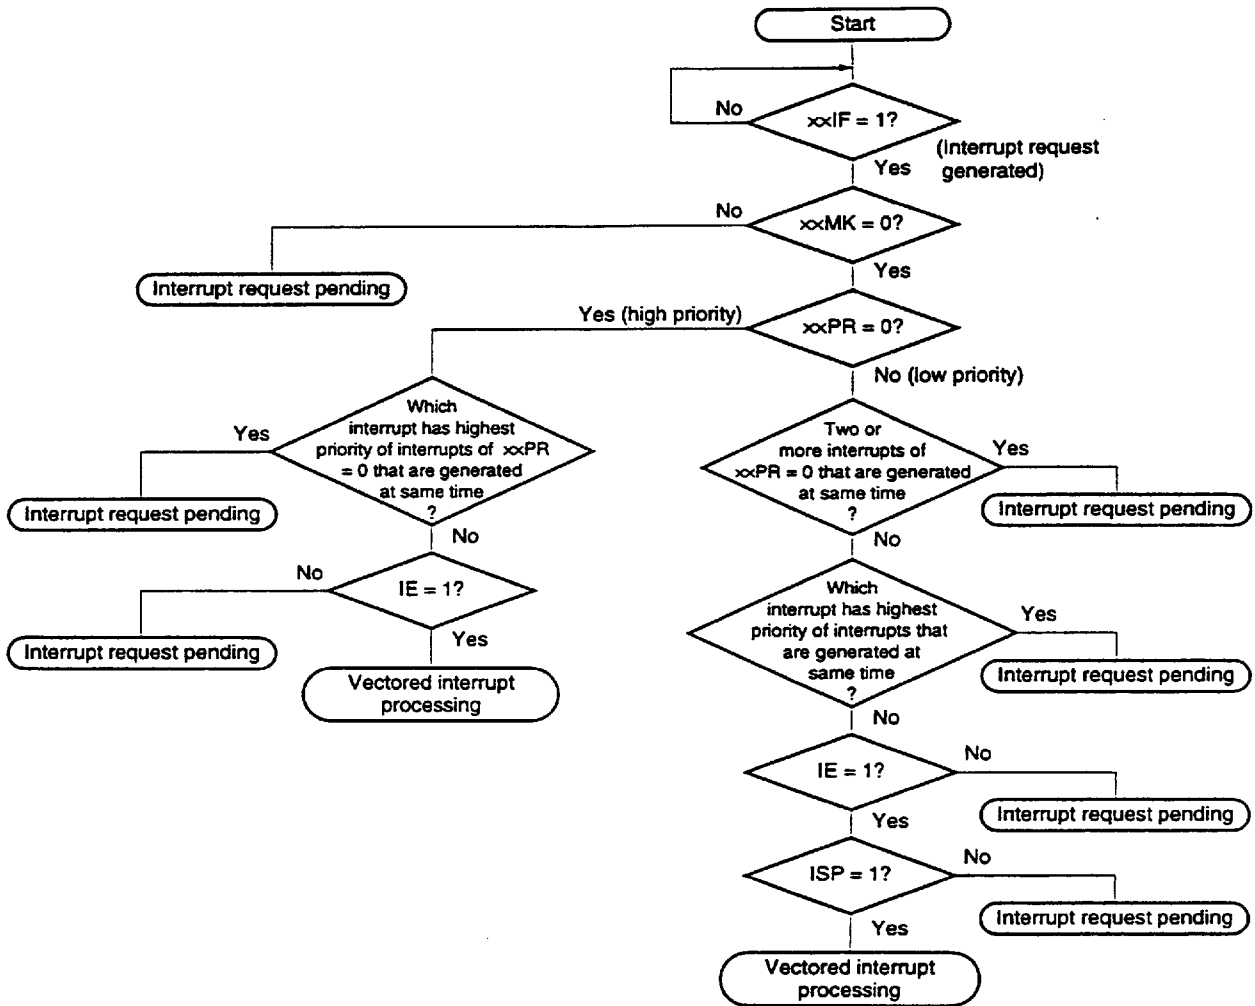 Start
No
xxIF = 1?
(Interrupt request
generated)
Yes
No
xxMK = 0?
Yes
Interrupt request pending
Yes (high priority)
xxPR = 0?
No (low priority)
Which
interrupt has highest
priority of interrupts of xxPR
= 0 that are generated
at same time
?
Yes
Interrupt request pending
No
No
IE = 1?
Interrupt request pending
Yes
Vectored interrupt
processing
Two or
more interrupts of
xxPR = 0 that are generated
at same time
?
Yes
Interrupt request pending
No
Which
interrupt has highest
priority of interrupts that
are generated at
same time
?
Yes
Interrupt request pending
No
IE = 1?
No
Interrupt request pending
Yes
ISP = 1?
No
Interrupt request pending
Yes
Vectored interrupt
processing